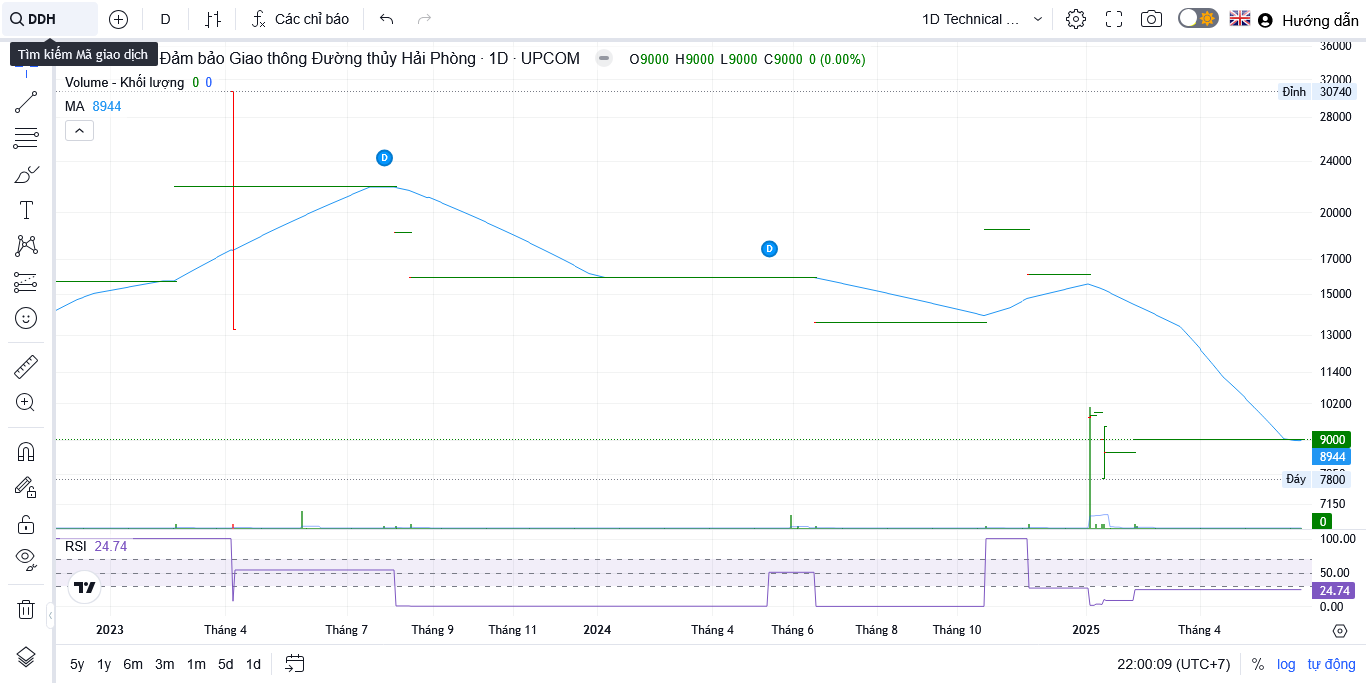 DDH
D
Các chỉ báo
1D Technical ...
Hướng dẫn
Tìm kiếm Mã giao dịch
Đảm bảo Giao thông Đường thủy Hải Phòng · 1D · UPCOM
O9000 H9000 L9000 C9000 0 (0.00%)
Volume - Khối lượng 0 0
MA 8944
36000
32000
Đỉnh 30740
28000
D
24000
20000
D
17000
15000
13000
11400
10200
9000
8944
Đáy 7800
7150
0
RSI 24.74
100.00
50.00
24.74
0.00
2023 Tháng 4 Tháng 7 Tháng 9 Tháng 11 2024 Tháng 4 Tháng 6 Tháng 8 Tháng 10 2025 Tháng 4
5y 1y 6m 3m 1m 5d 1d
22:00:09 (UTC+7) % log tự động